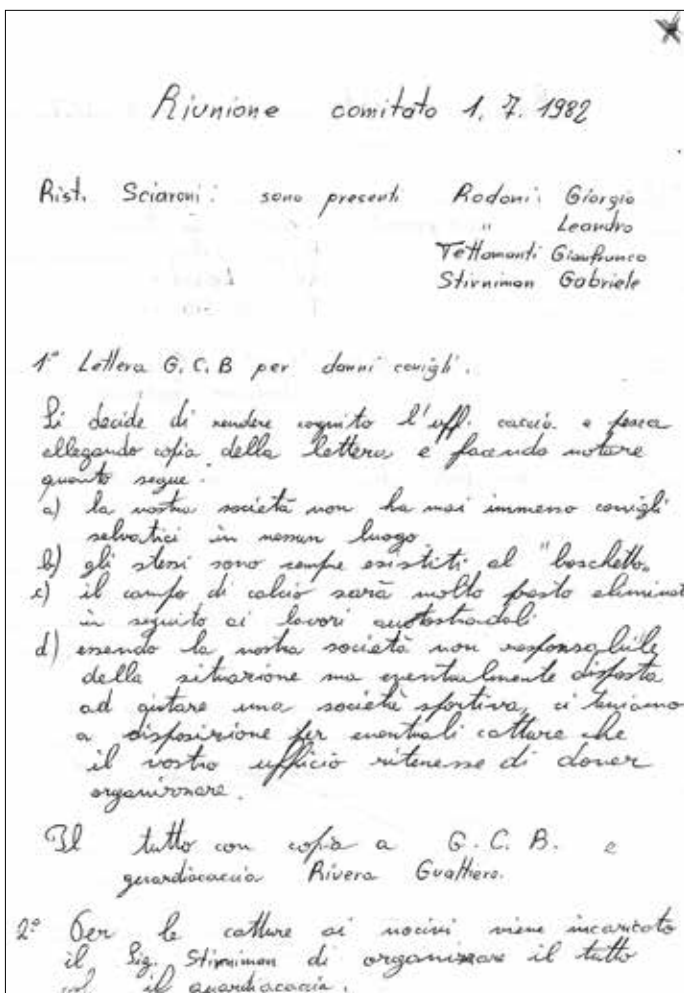 Riunione comitato 1. 7. 1982
Rist. Sciaroni: sono presenti Rodoni: Giorgio
" Leandro
Tettamanti Gianfranco
Stirniman Gabriele
1° Lettera G. C. B per danni conigli.
Si decide di rendere cognito l'uff. caccia e pesca
allegando copia della lettera e facendo notare
quanto segue:
a) la nostra società non ha mai immesso conigli
selvatici in nessun luogo
b) gli stessi sono sempre esistiti al "boschetto"
c) il campo di calcio sarà molto presto eliminat
in seguito ai lavori autostradali
d) essendo la nostra società non responsabile
della situazione ma eventualmente disposta
ad aiutare una società sportiva, ci teniamo
a disposizione per eventuali catture che
il vostro ufficio ritenesse di dover
organizzare.
Il tutto con copia a G. C. B. e
guardiacaccia Rivera Gualtiero.
2° Per le catture ai nocivi viene incaricato
il Sig. Stirniman di organizzare il tutto
col il guardiacaccia.